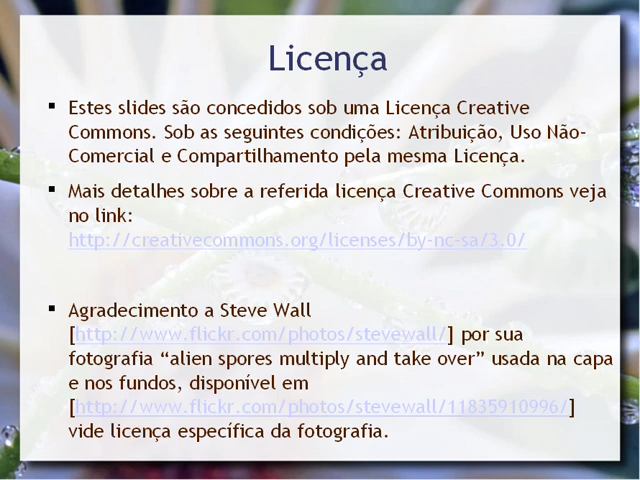 Licença
Estes slides são concedidos sob uma Licença Creative
Commons. Sob as seguintes condições: Atribuição, Uso Não-
Comercial e Compartilhamento pela mesma Licença.
Mais detalhes sobre a referida licença Creative Commons veja
no link:
http://creativecommons.org/licenses/by-nc-sa/3.0/
Agradecimento a Steve Wall
[http://www.flickr.com/photos/stevewall/] por sua
fotografia “alien spores multiply and take over” usada na capa
e nos fundos, disponível em
[http://www.flickr.com/photos/stevewall/11835910996/]
vide licença específica da fotografia.